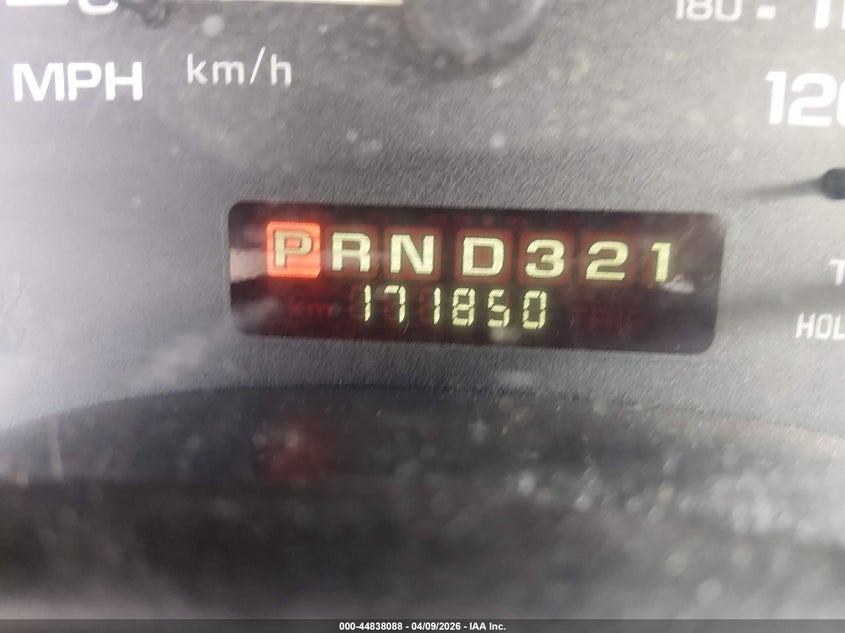 180
MPH km/h
120
PRND321
171850
HOL
000-44838088 - 04/09/2026 - IAA Inc.